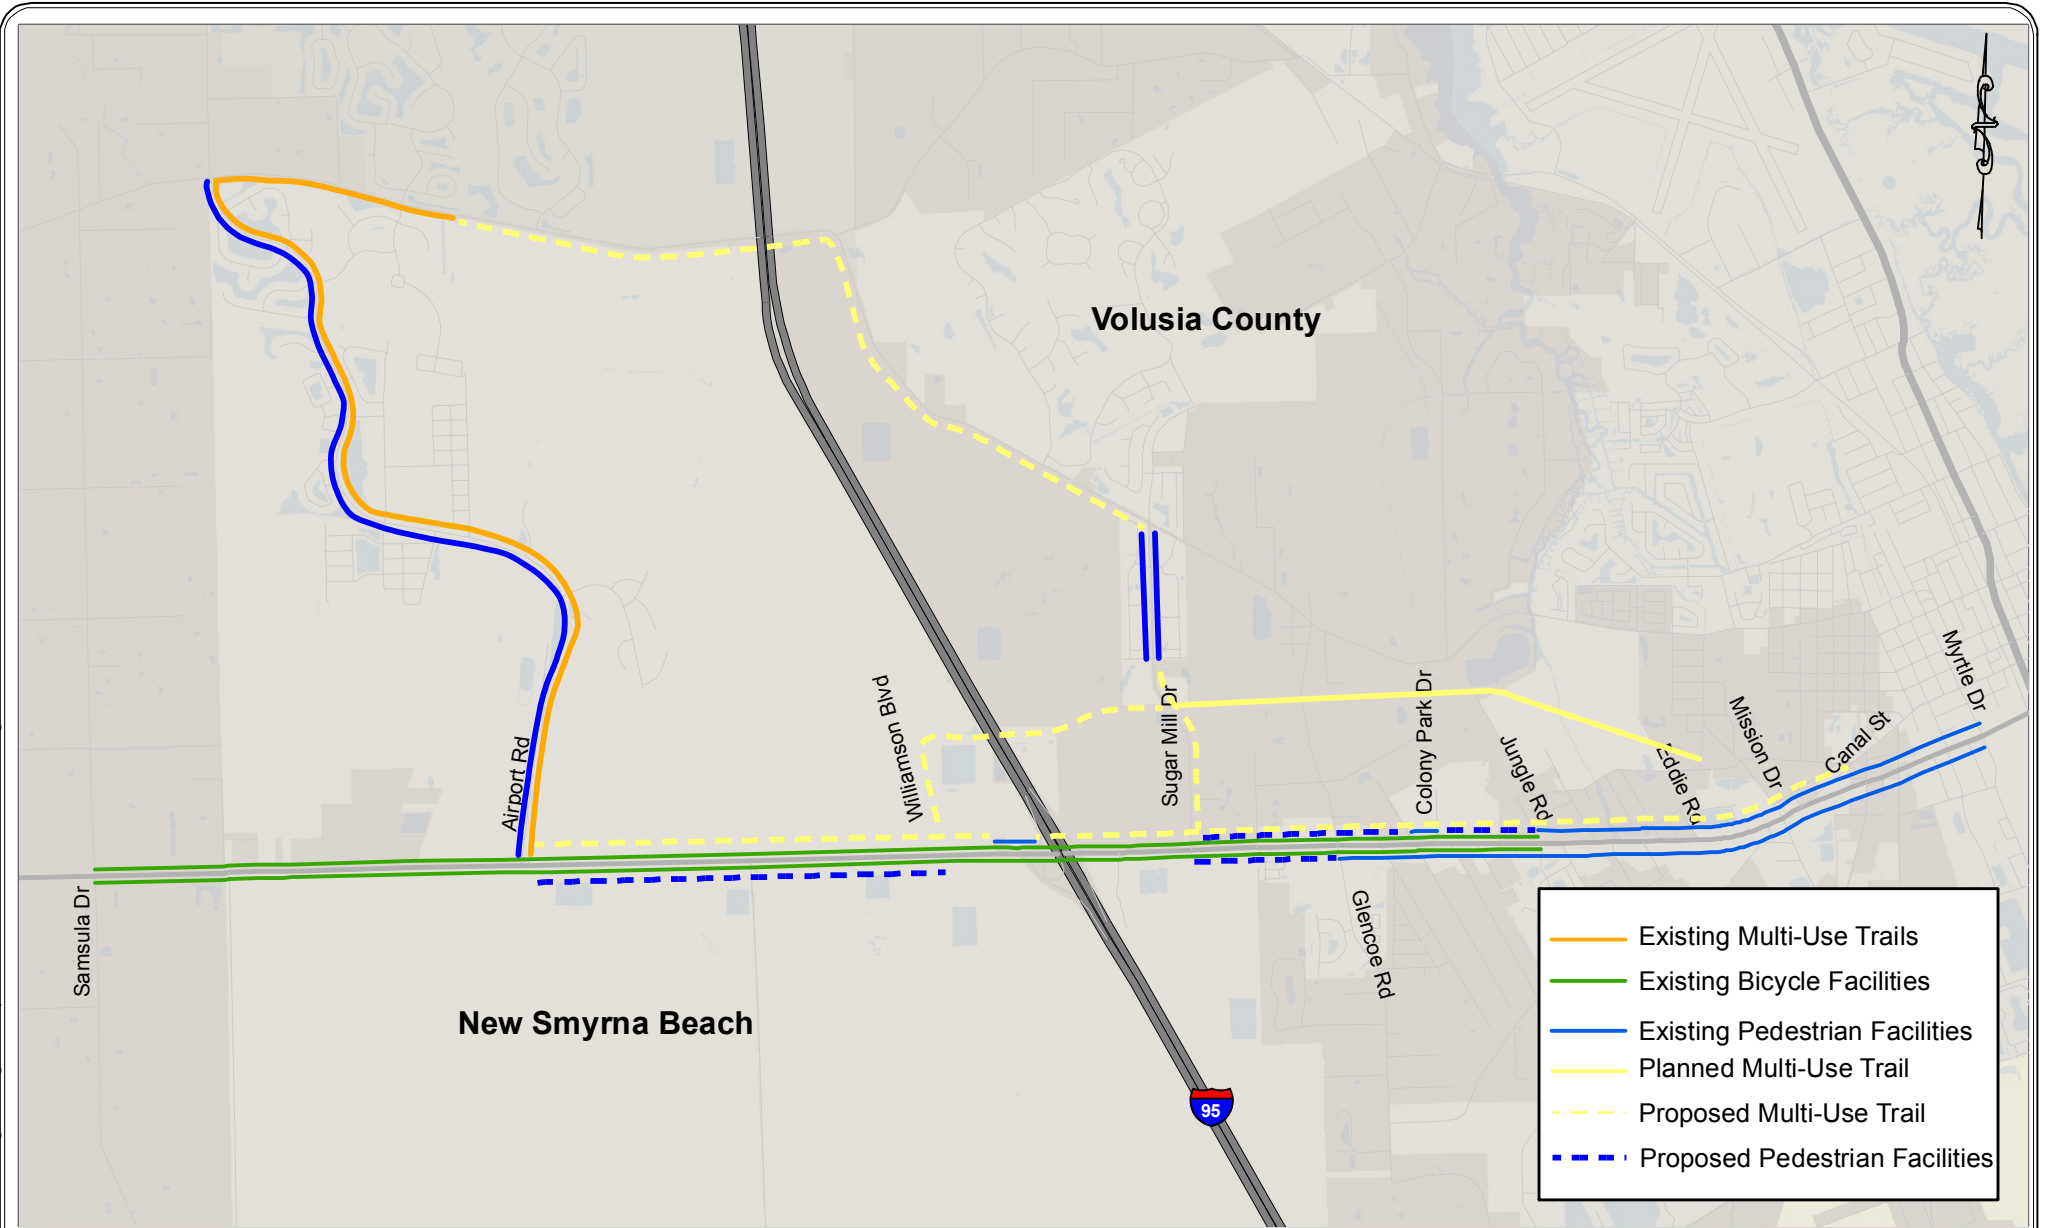 Volusia County
Myrtle Dr
Williamson Blvd
Sugar Mill Dr
Colony Park Dr
Jungle Rd
Eddie Rd
Mission Dr
Canal St
Airport Rd
Samsula Dr
Glencoe Rd
New Smyrna Beach
95
Existing Multi-Use Trails
Existing Bicycle Facilities
Existing Pedestrian Facilities
Planned Multi-Use Trail
Proposed Multi-Use Trail
Proposed Pedestrian Facilities